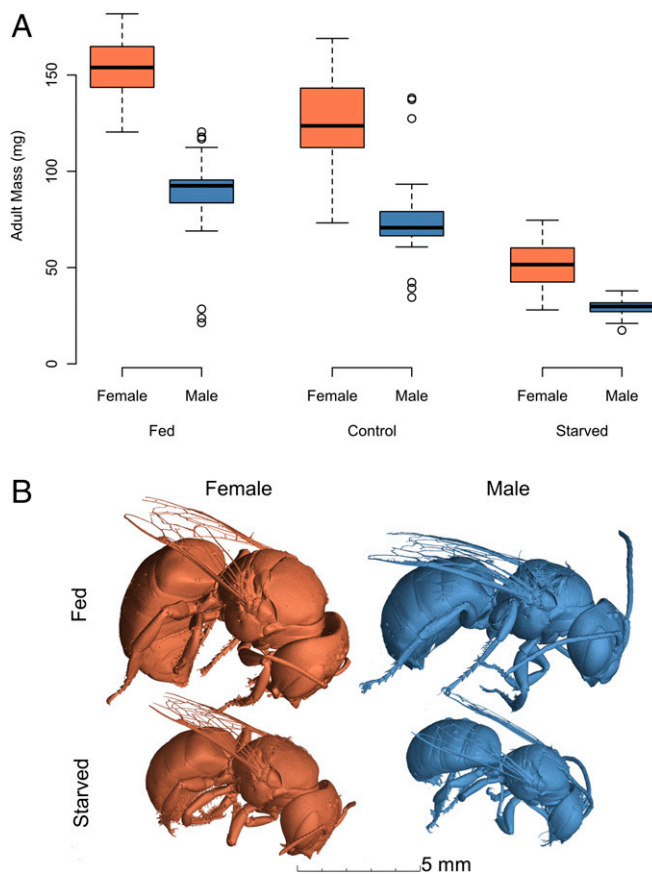 A
Adult Mass (mg)
150
100
50
0
Female Male Female Male Female Male
Fed Control Starved
B
Female Male
Fed
Starved
5 mm